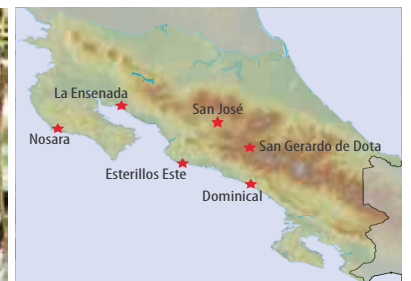 La Ensenada
San José
Nosara
San Gerardo de Dota
Esterillos Este
Dominical